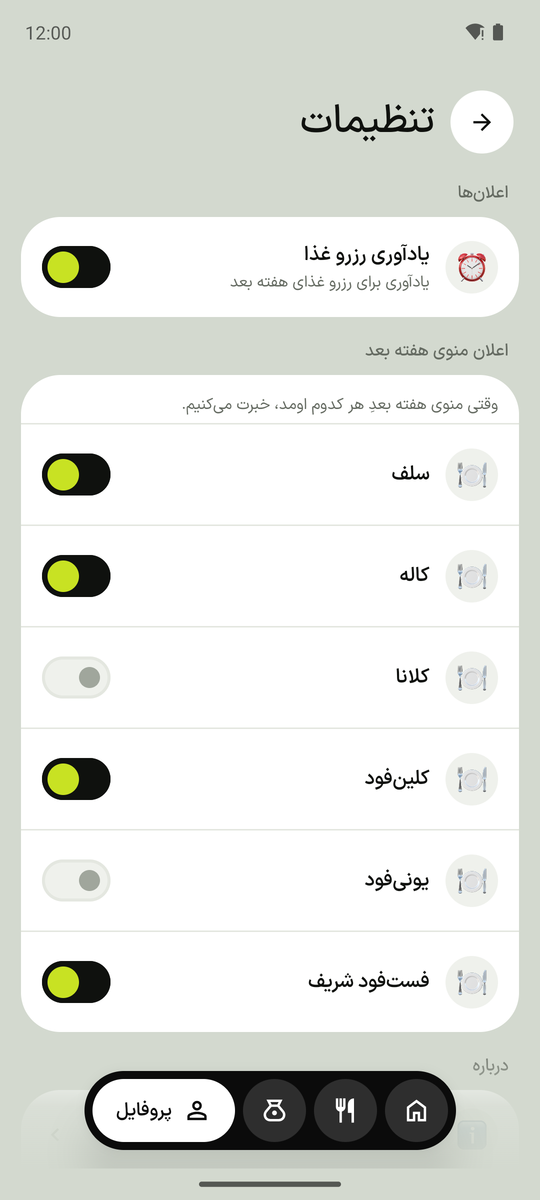 12:00
تنظیمات
اعلان‌ها
یادآوری رزرو غذا
یادآوری برای رزرو غذای هفته بعد
اعلان منوی هفته بعد
وقتی منوی هفته بعدِ هر کدوم اومد، خبرت می‌کنیم.
سلف
کاله
کلانا
کلین‌فود
یونی‌فود
فست‌فود شریف
درباره
پروفایل